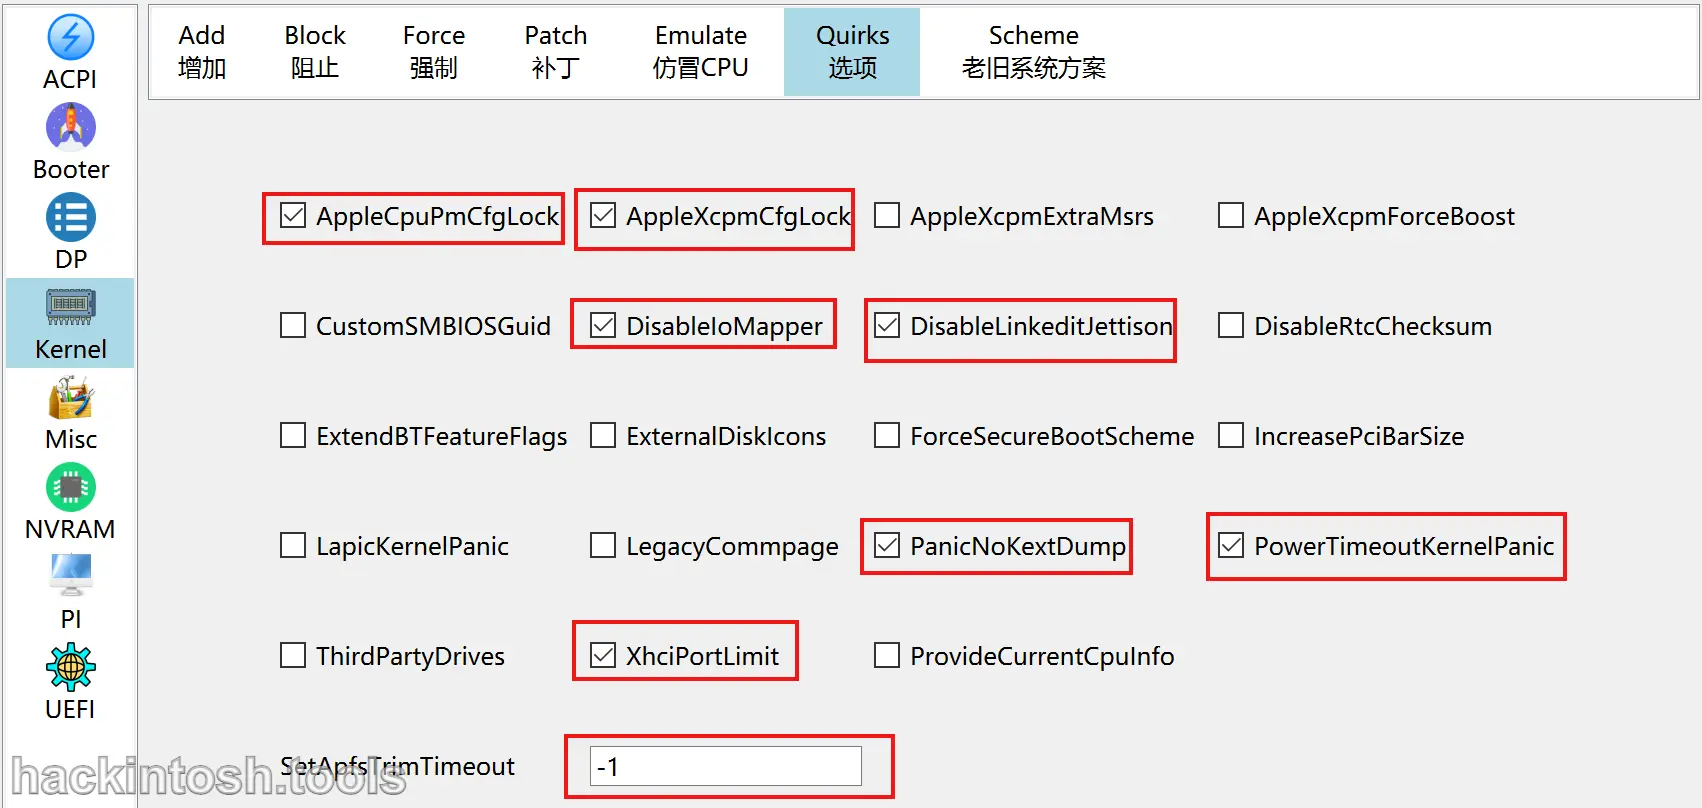 ACPI
Booter
DP
Kernel
Misc
NVRAM
PI
UEFI
Add
增加
Block
阻止
Force
强制
Patch
补丁
Emulate
仿冒CPU
Quirks
选项
Scheme
老旧系统方案
AppleCpuPmCfgLock
AppleXcpmCfgLock
AppleXcpmExtraMsrs
AppleXcpmForceBoost
CustomSMBIOSGuid
DisableIoMapper
DisableLinkeditJettison
DisableRtcChecksum
ExtendBTFeatureFlags
ExternalDiskIcons
ForceSecureBootScheme
IncreasePciBarSize
LapicKernelPanic
LegacyCommpage
PanicNoKextDump
PowerTimeoutKernelPanic
ThirdPartyDrives
XhciPortLimit
ProvideCurrentCpuInfo
SetApfsTrimTimeout
-1
hackintosh.tools